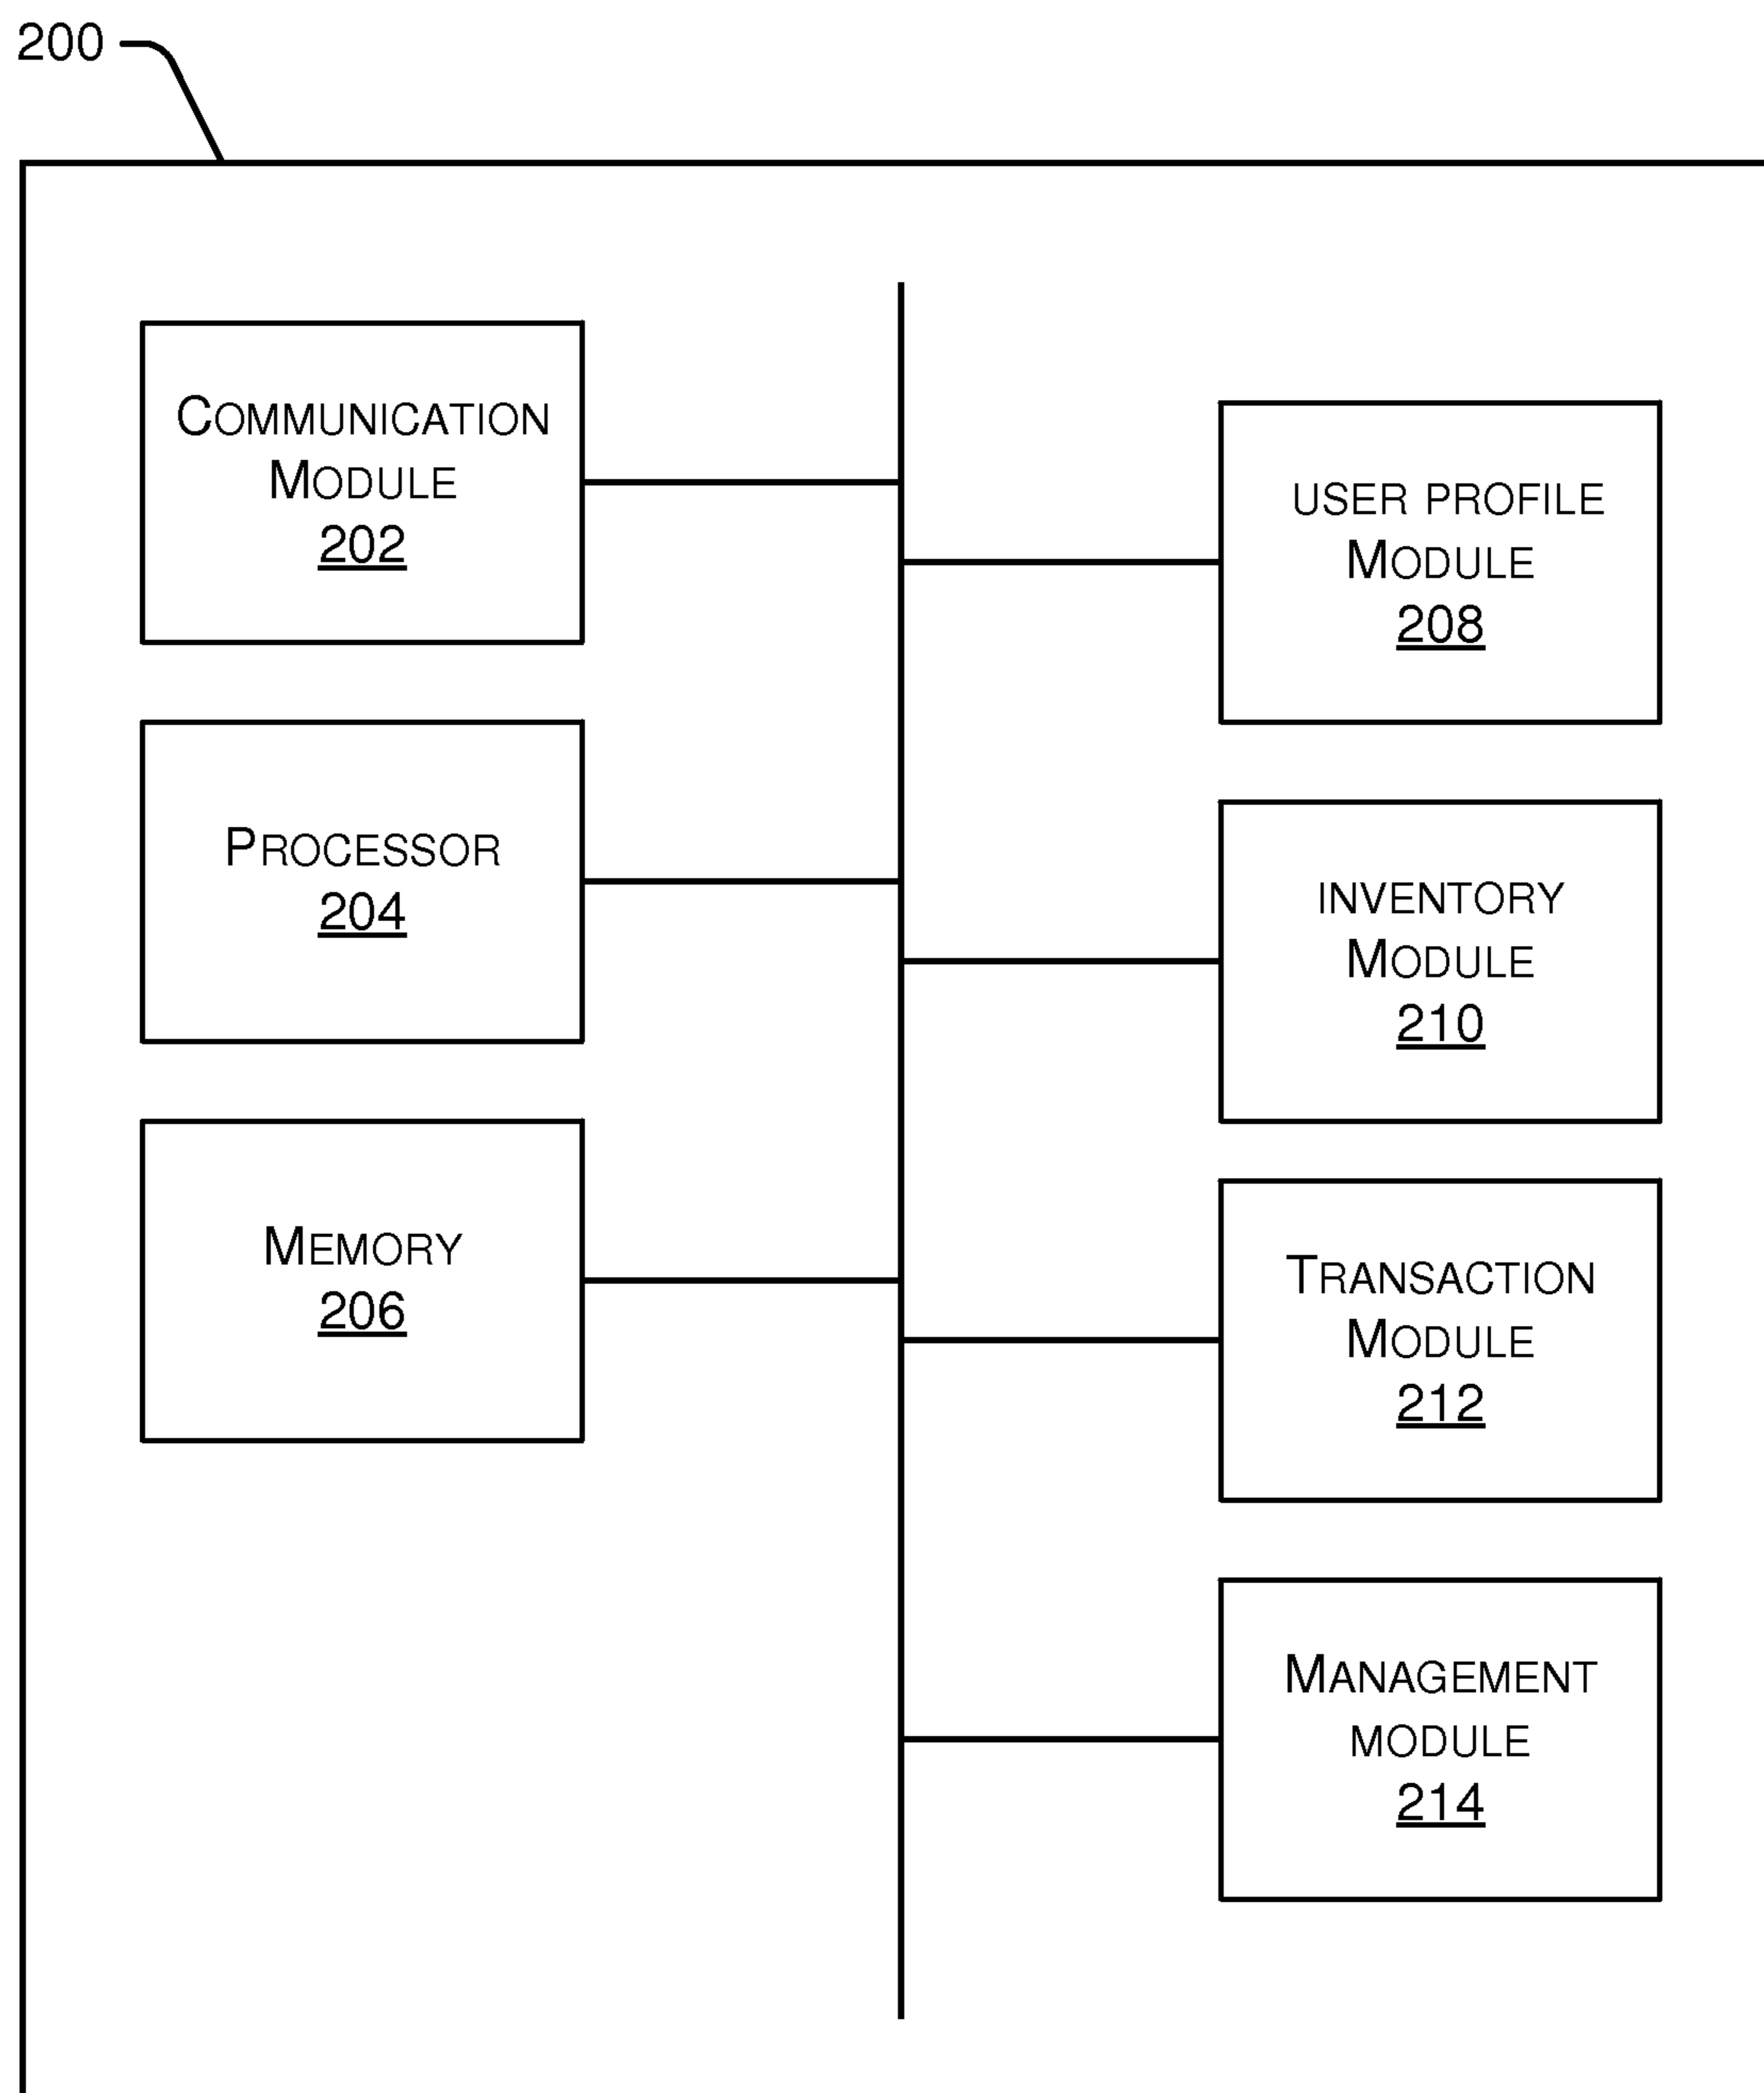 200
COMMUNICATION
MODULE
202
PROCESSOR
204
MEMORY
206
USER PROFILE
MODULE
208
INVENTORY
MODULE
210
TRANSACTION
MODULE
212
MANAGEMENT
MODULE
214